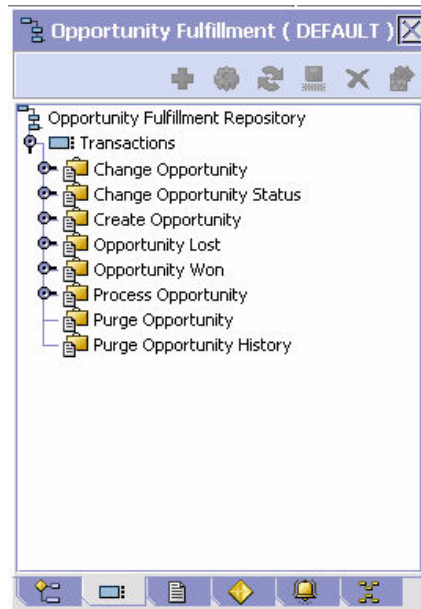 Opportunity Fulfillment ( DEFAULT )
Opportunity Fulfillment Repository
Transactions
Change Opportunity
Change Opportunity Status
Create Opportunity
Opportunity Lost
Opportunity Won
Process Opportunity
Purge Opportunity
Purge Opportunity History